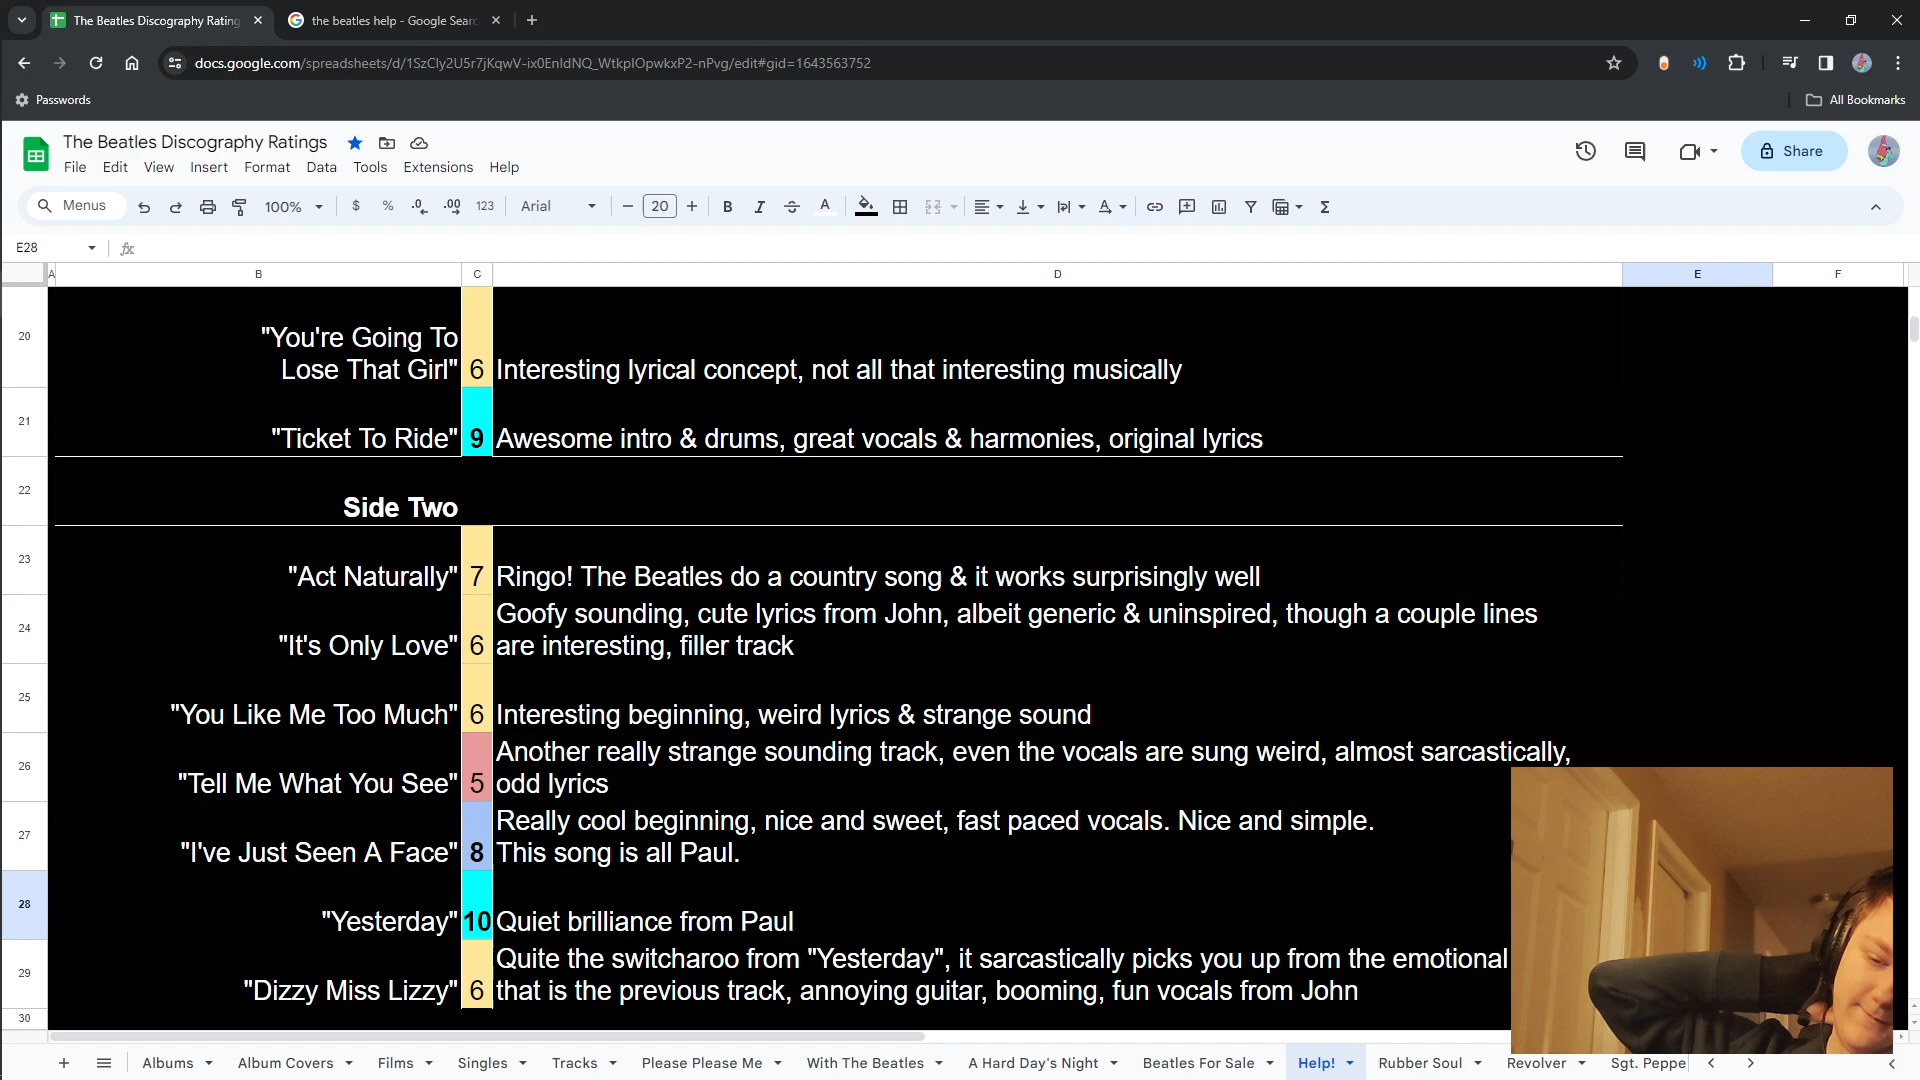 The Beatles Discography Rating
the beatles help - Google Sear
docs.google.com/spreadsheets/d/1SzCly2U5r7jKqwV-ix0EnIdNQ_WtkpIOpwkxP2-nPvg/edit#gid=1643563752
Passwords
All Bookmarks
The Beatles Discography Ratings
File Edit View Insert Format Data Tools Extensions Help
Share
Menus
100% $ % .0 .00 123 Arial 20 B I A Σ
E28
fx
A B C D E F
20
"You're Going To
Lose That Girl" 6 Interesting lyrical concept, not all that interesting musically
21 "Ticket To Ride" 9 Awesome intro & drums, great vocals & harmonies, original lyrics
22 Side Two
23 "Act Naturally" 7 Ringo! The Beatles do a country song & it works surprisingly well
24 Goofy sounding, cute lyrics from John, albeit generic & uninspired, though a couple lines
"It's Only Love" 6 are interesting, filler track
25 "You Like Me Too Much" 6 Interesting beginning, weird lyrics & strange sound
26 Another really strange sounding track, even the vocals are sung weird, almost sarcastically,
"Tell Me What You See" 5 odd lyrics
27 Really cool beginning, nice and sweet, fast paced vocals. Nice and simple.
"I've Just Seen A Face" 8 This song is all Paul.
28 "Yesterday" 10 Quiet brilliance from Paul
29 Quite the switcharoo from "Yesterday", it sarcastically picks you up from the emotional
"Dizzy Miss Lizzy" 6 that is the previous track, annoying guitar, booming, fun vocals from John
30
Albums Album Covers Films Singles Tracks Please Please Me With The Beatles A Hard Day's Night Beatles For Sale Help! Rubber Soul Revolver Sgt. Peppe